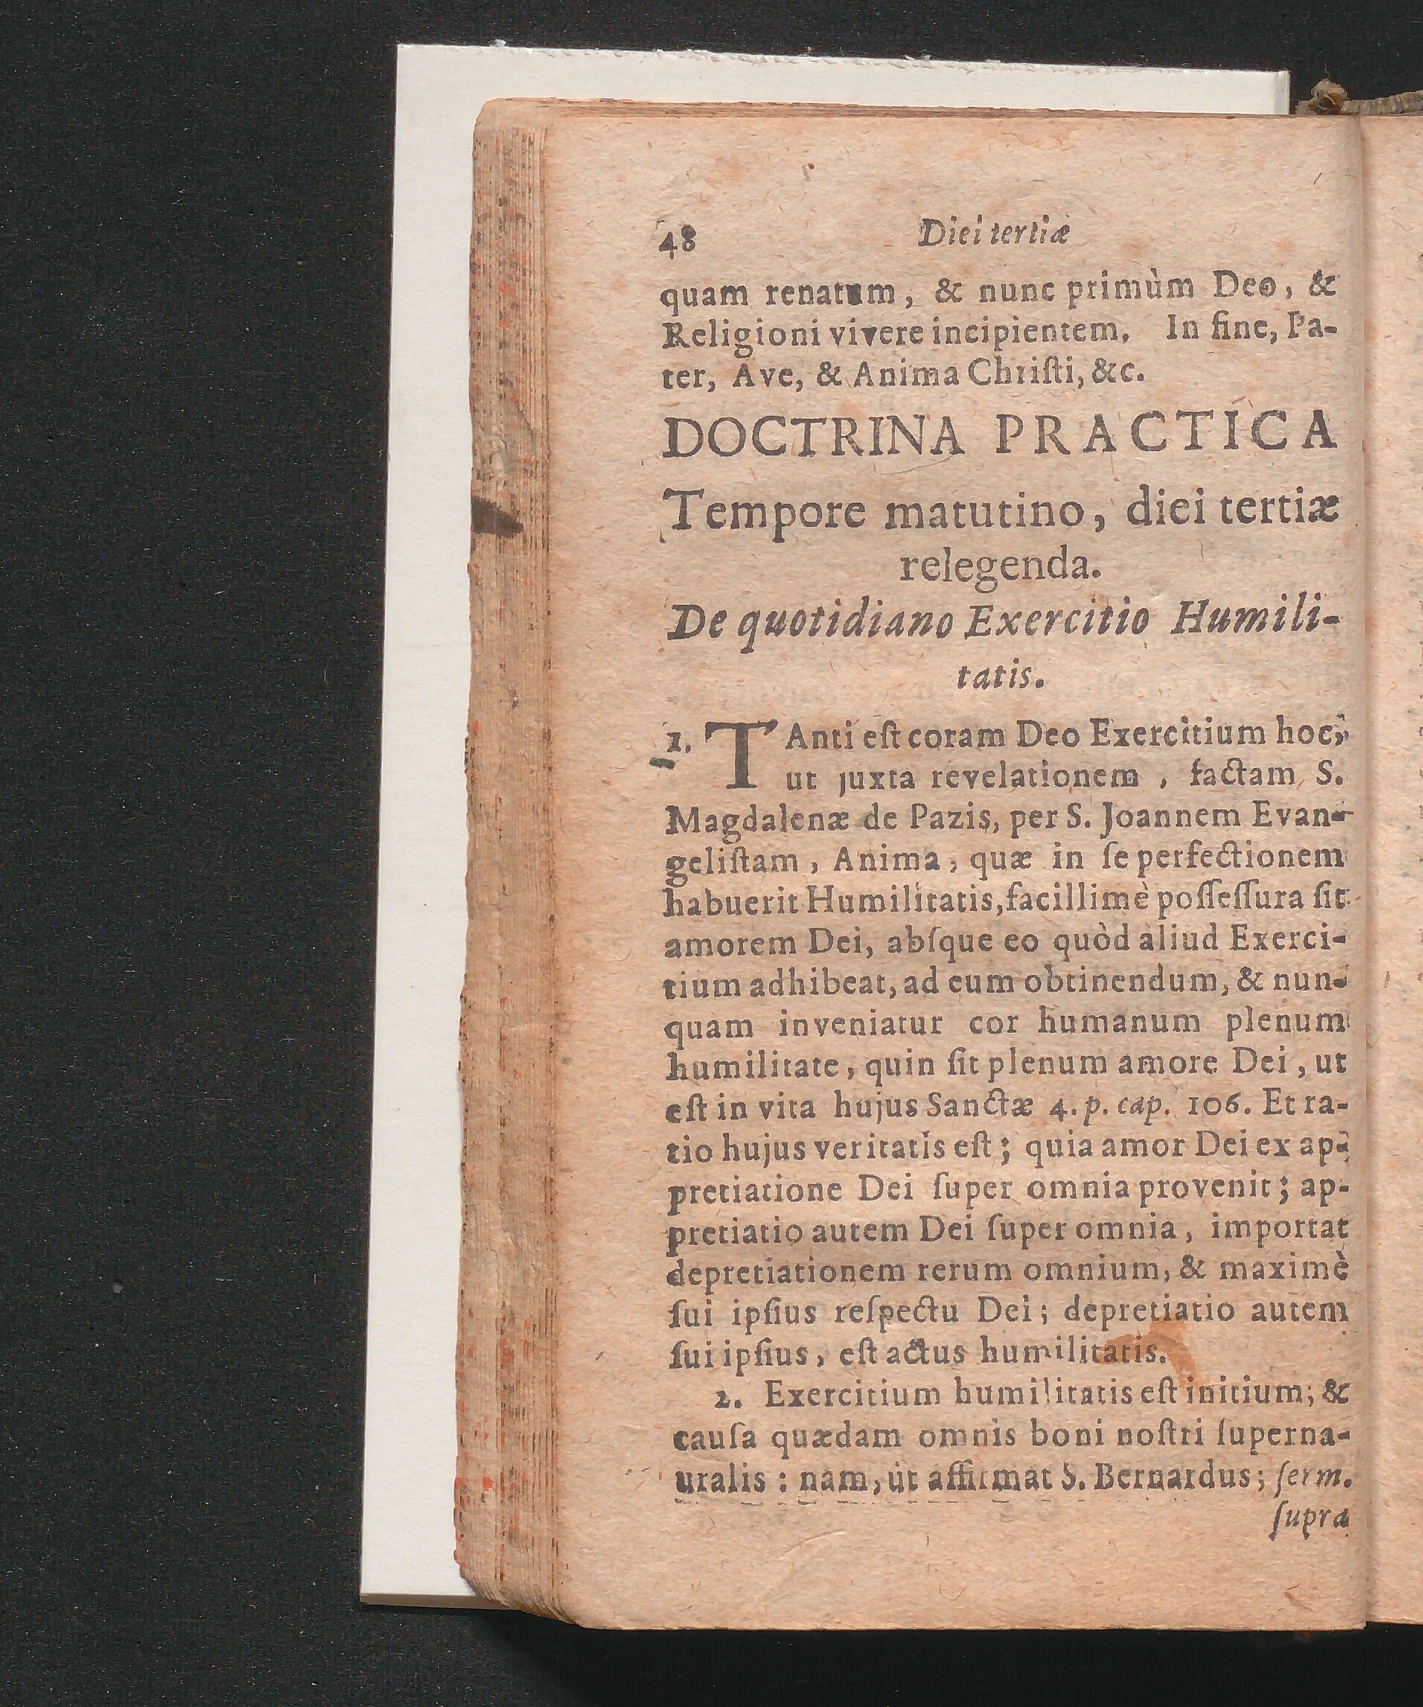 48 Diei tertiæ
quam renatum, & nunc primùm Deo, &
Religioni vivere incipientem. In fine, Pa-
ter, Ave, & Anima Chriſti, &c.
DOCTRINA PRACTICA
Tempore matutino, diei tertiæ
relegenda.
De quotidiano Exercitio Humili-
tatis.
1. TAnti eſt coram Deo Exercitium hoc,
ut juxta revelationem, factam S.
Magdalenæ de Pazis, per S. Joannem Evan-
geliſtam, Anima, quæ in ſe perfectionem
habuerit Humilitatis, facillimè poſſeſſura ſit
amorem Dei, abſque eo quòd aliud Exerci-
tium adhibeat, ad eum obtinendum, & nun-
quam inveniatur cor humanum plenum
humilitate, quin ſit plenum amore Dei, ut
eſt in vita hujus Sanctæ 4. p. cap. 106. Et ra-
tio hujus veritatis eſt; quia amor Dei ex ap-
pretiatione Dei ſuper omnia provenit; ap-
pretiatio autem Dei ſuper omnia, importat
depretiationem rerum omnium, & maximè
ſui ipſius reſpectu Dei; depretiatio autem
ſui ipſius, eſt actus humilitatis.
2. Exercitium humilitatis eſt initium; &
cauſa quædam omnis boni noſtri ſuperna-
uralis: nam, ut affirmat S. Bernardus; ſerm.
ſupra